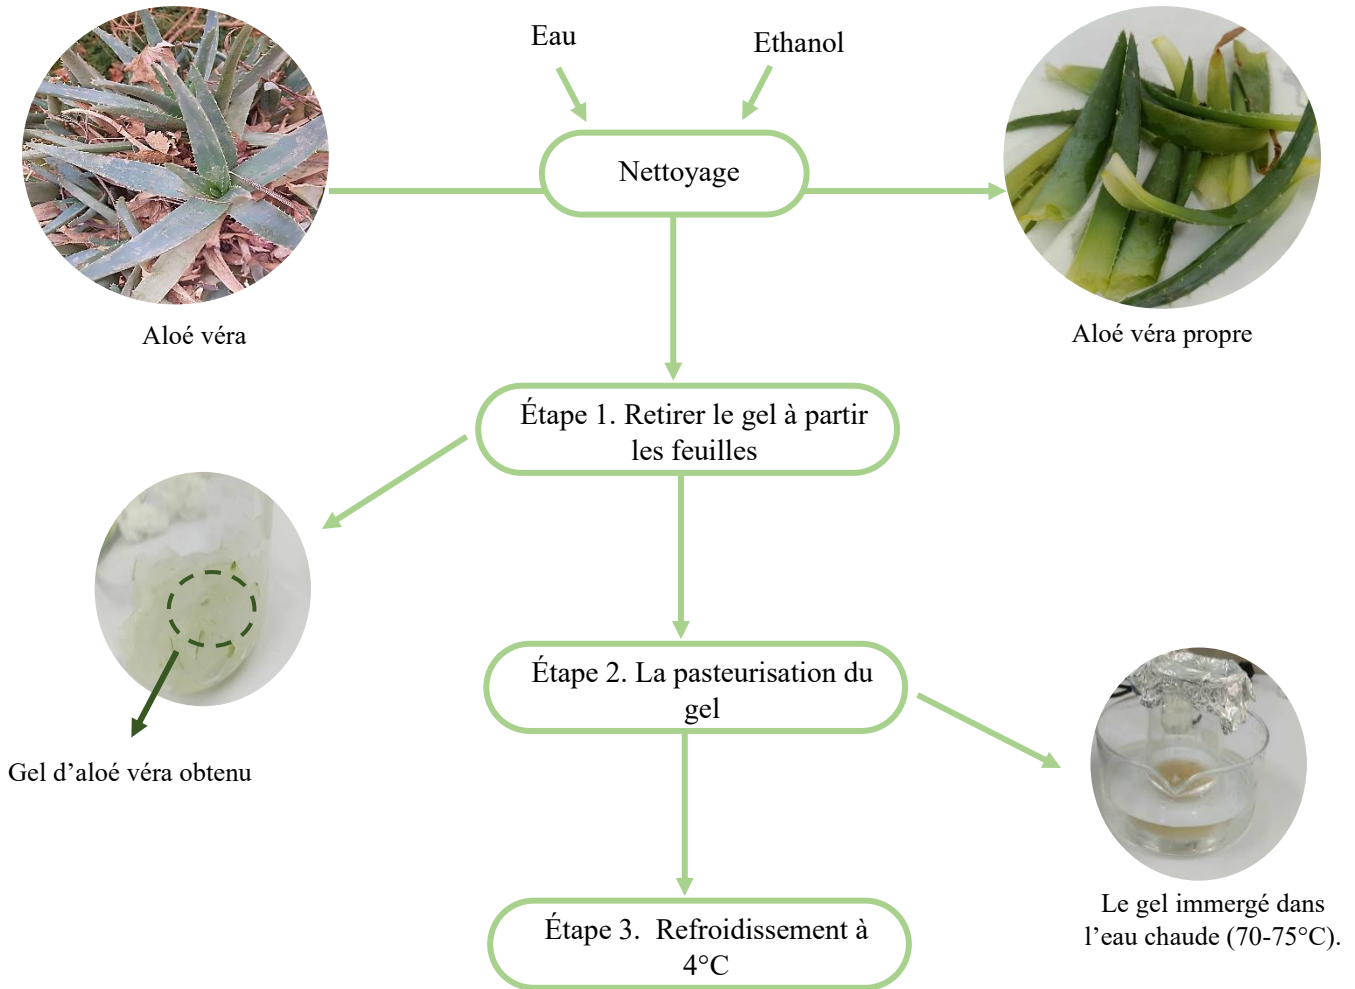 Eau
Ethanol
Nettoyage
Aloé véra
Aloé véra propre
Étape 1. Retirer le gel à partir
les feuilles
Étape 2. La pasteurisation du
gel
Gel d’aloé véra obtenu
Le gel immergé dans
l’eau chaude (70-75°C).
Étape 3. Refroidissement à
4°C